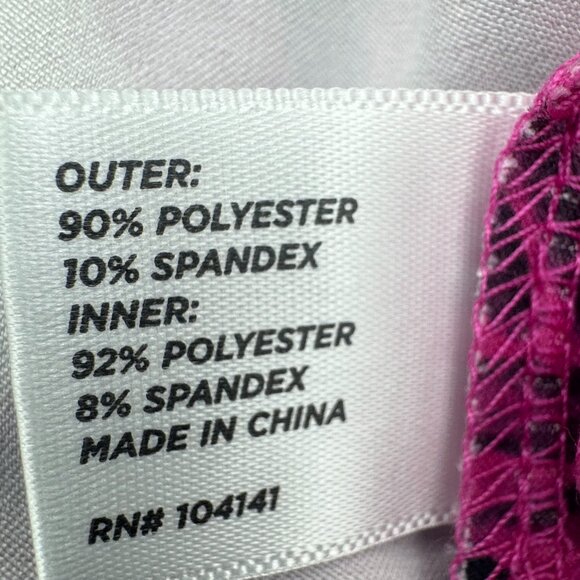 OUTER:
90% POLYESTER
10% SPANDEX
INNER:
92% POLYESTER
8% SPANDEX
MADE IN CHINA
RN# 104141